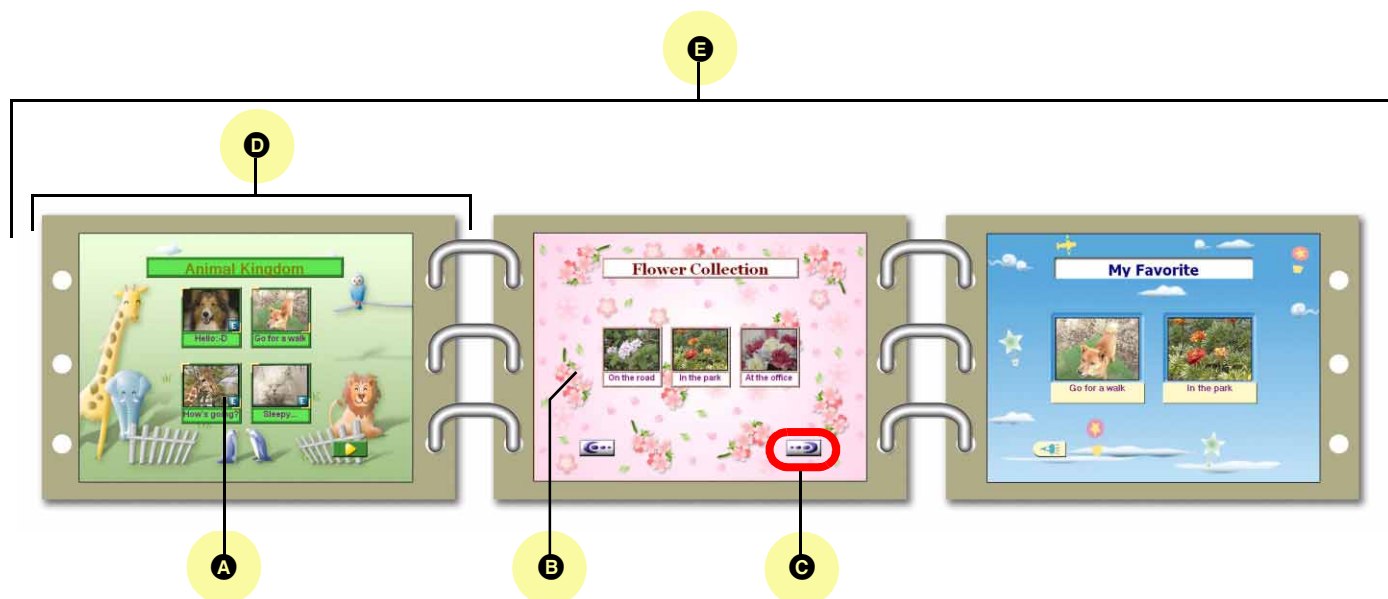 E
D
Animal Kingdom
Hello:-D
Go for a walk
E
How's going?
Sleepy...
E
E
Flower Collection
On the road
In the park
At the office
My Favorite
Go for a walk
In the park
A
B
C